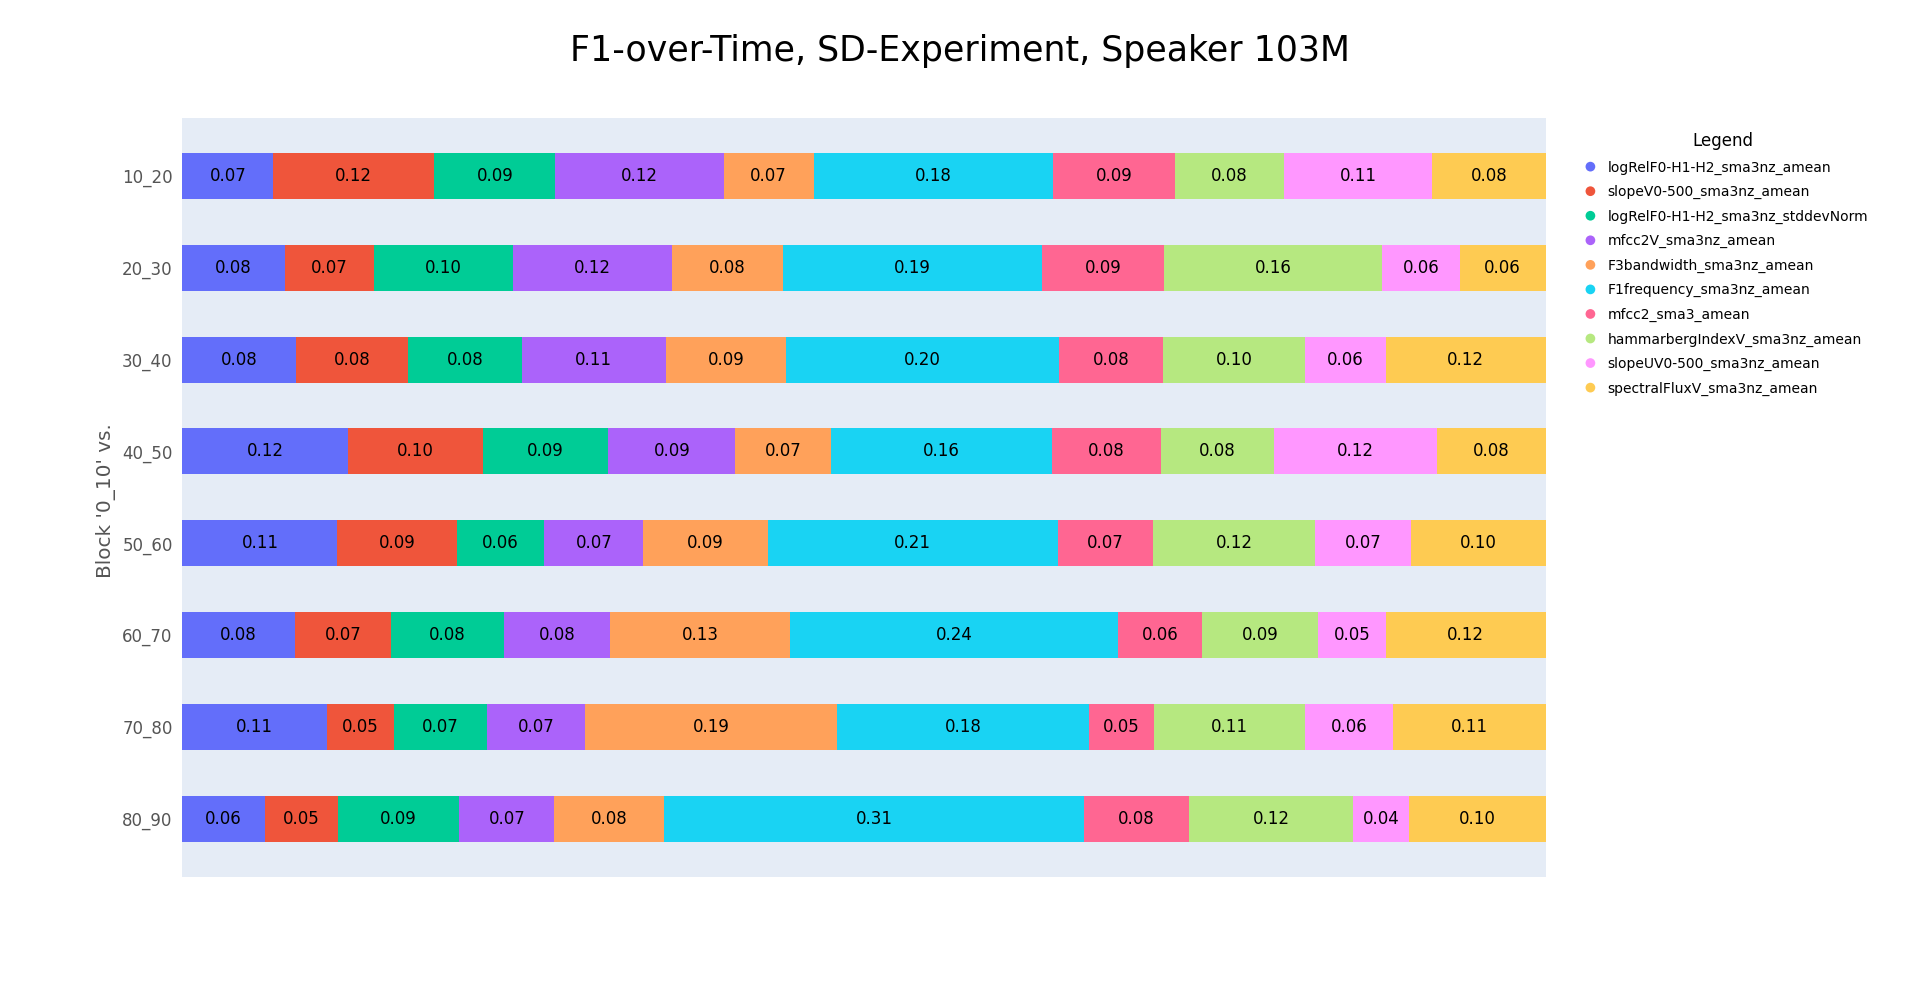 F1-over-Time, SD-Experiment, Speaker 103M
Block '0_10' vs.
10_20 0.07 0.12 0.09 0.12 0.07 0.18 0.09 0.08 0.11 0.08
20_30 0.08 0.07 0.10 0.12 0.08 0.19 0.09 0.16 0.06 0.06
30_40 0.08 0.08 0.08 0.11 0.09 0.20 0.08 0.10 0.06 0.12
40_50 0.12 0.10 0.09 0.09 0.07 0.16 0.08 0.08 0.12 0.08
50_60 0.11 0.09 0.06 0.07 0.09 0.21 0.07 0.12 0.07 0.10
60_70 0.08 0.07 0.08 0.08 0.13 0.24 0.06 0.09 0.05 0.12
70_80 0.11 0.05 0.07 0.07 0.19 0.18 0.05 0.11 0.06 0.11
80_90 0.06 0.05 0.09 0.07 0.08 0.31 0.08 0.12 0.04 0.10
Legend
logRelF0-H1-H2_sma3nz_amean
slopeV0-500_sma3nz_amean
logRelF0-H1-H2_sma3nz_stddevNorm
mfcc2V_sma3nz_amean
F3bandwidth_sma3nz_amean
F1frequency_sma3nz_amean
mfcc2_sma3_amean
hammarbergIndexV_sma3nz_amean
slopeUV0-500_sma3nz_amean
spectralFluxV_sma3nz_amean